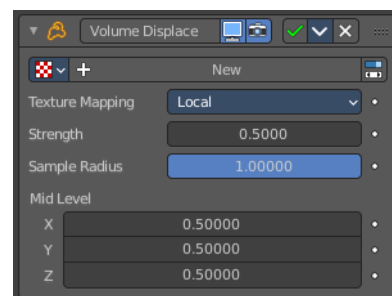 Volume Displace
New
Texture Mapping Local
Strength 0.5000
Sample Radius 1.00000
Mid Level
X 0.50000
Y 0.50000
Z 0.50000